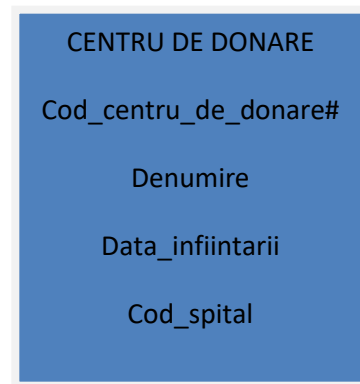 CENTRU DE DONARE
Cod_centru_de_donare#
Denumire
Data_infiintarii
Cod_spital